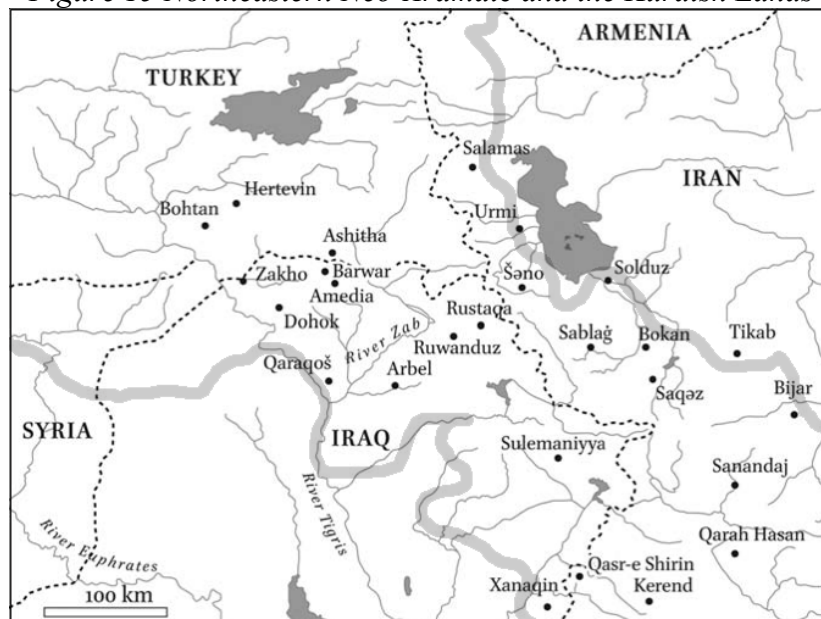 Figure 1c Northeastern Neo-Aramaic and the Kurdish Lands
ARMENIA
TURKEY
Salamas
IRAN
Hertevin
Bohtan
Urmi
Ashitha
Zakho
Barwar
Šəno
Solduz
Amedia
Dohok
Rustaqa
River Zab
Ruwanduz
Sablaġ
Bokan
Tikab
Qaraqoš
Arbel
Saqəz
Bijar
SYRIA
IRAQ
Sulemaniyya
Sanandaj
River Tigris
River Euphrates
Qarah Hasan
Qasr-e Shirin
Xanaqin
Kerend
100 km